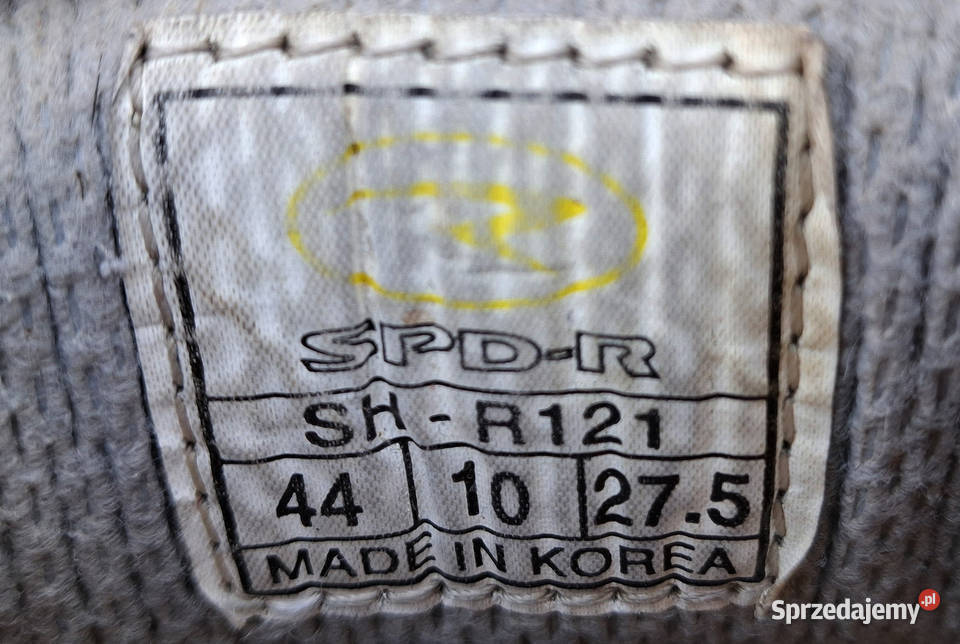 SPD-R
SH-R121
44 10 27.5
MADE IN KOREA
Sprzedajemy.pl